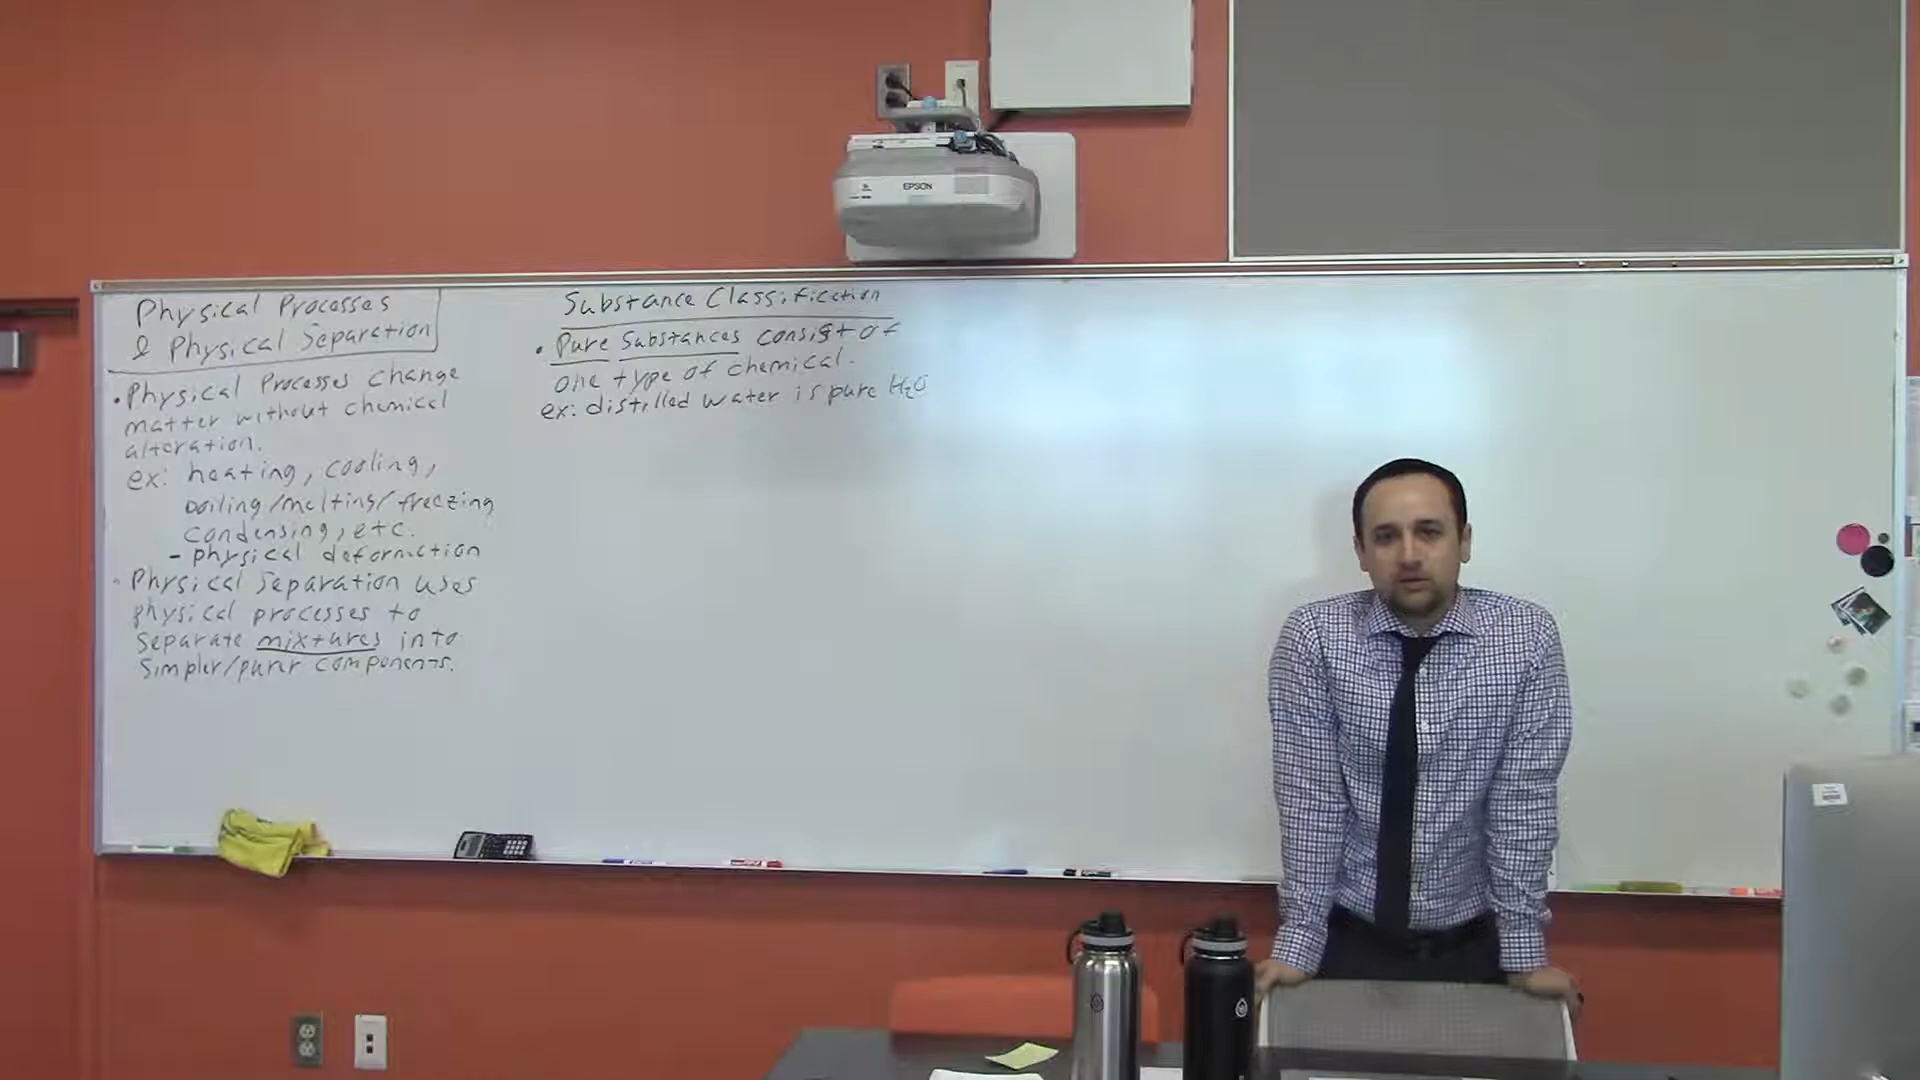 EPSON
Physical Processes
& Physical Separation
• Physical Processes change
matter without chemical
alteration.
ex: heating, cooling,
boiling/melting/freezing
condensing, etc.
- physical deformation
• Physical Separation uses
physical processes to
separate mixtures into
simpler/purer components.
Substance Classification
• Pure Substances consist of
one type of chemical.
ex: distilled water is pure H₂O